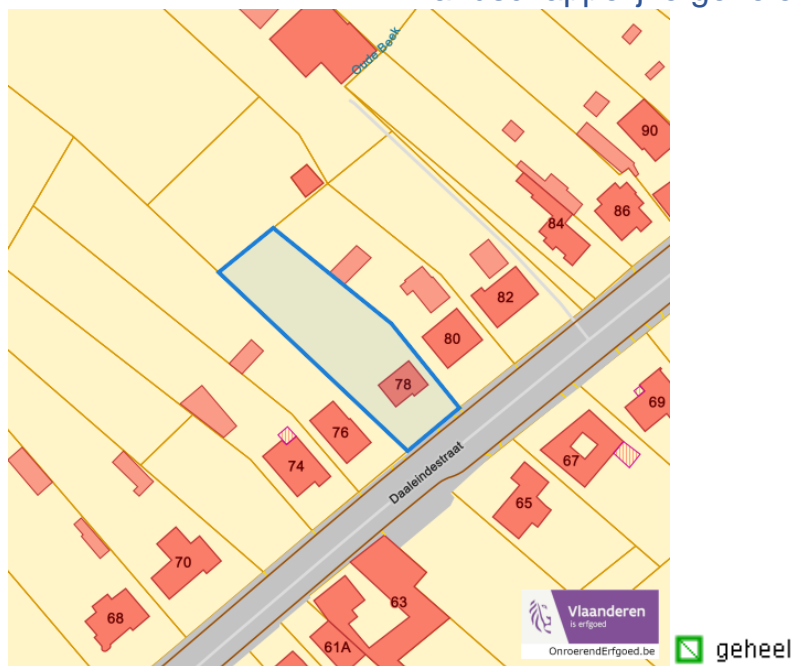 Oude Beek
90
86
84
82
80
78
76
74
70
68
69
67
65
63
61A
Daaleindestraat
Vlaanderen
is erfgoed
OnroerendErfgoed.be
geheel